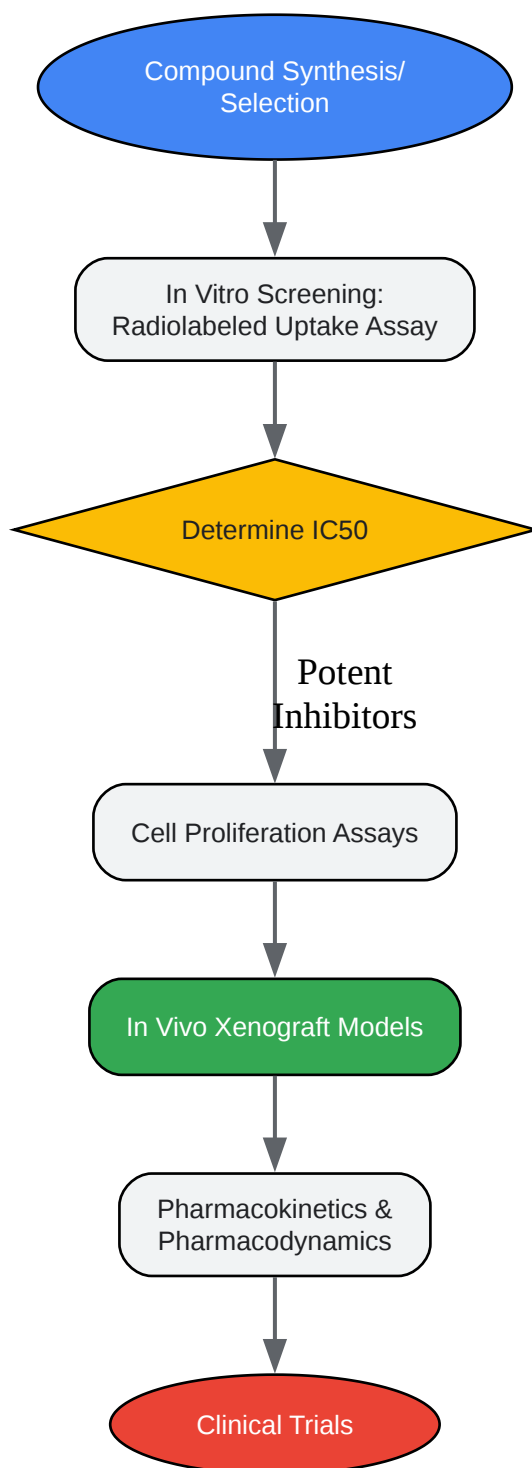 Compound Synthesis/
Selection
In Vitro Screening:
Radiolabeled Uptake Assay
Determine IC50
Potent
Inhibitors
Cell Proliferation Assays
In Vivo Xenograft Models
Pharmacokinetics &
Pharmacodynamics
Clinical Trials